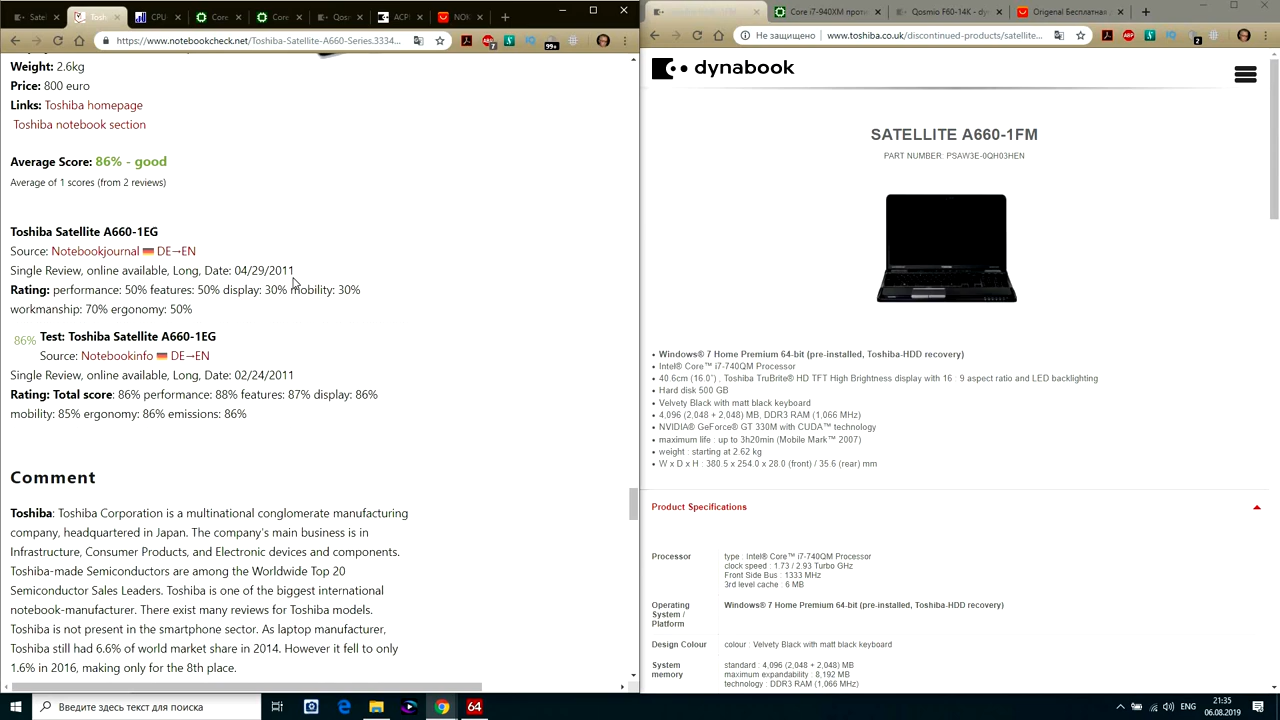 Toshi
CPU
Core
Core
ACPI
NOK
https://www.notebookcheck.net/Toshiba-Satellite-A660-Series.3334...
7
99+
Weight: 2.6kg
Price: 800 euro
Links: Toshiba homepage
Toshiba notebook section
Average Score: 86% - good
Average of 1 scores (from 2 reviews)
Toshiba Satellite A660-1EG
Source: Notebookjournal DE→EN
Single Review, online available, Long, Date: 04/29/2011
Rating: performance: 50% features: 50% display: 30% mobility: 30%
workmanship: 70% ergonomy: 50%
86% Test: Toshiba Satellite A660-1EG
Source: Notebookinfo DE→EN
Single Review, online available, Long, Date: 02/24/2011
Rating: Total score: 86% performance: 88% features: 87% display: 86%
mobility: 85% ergonomy: 86% emissions: 86%
Comment
Toshiba: Toshiba Corporation is a multinational conglomerate manufacturing
company, headquartered in Japan. The company's main business is in
Infrastructure, Consumer Products, and Electronic devices and components.
Toshiba-made Semiconductors are among the Worldwide Top 20
Semiconductor Sales Leaders. Toshiba is one of the biggest international
notebook-manufacturer. There exist many reviews for Toshiba models.
Toshiba is not present in the smartphone sector. As laptop manufacturer,
Toshiba still had 6.6% of world market share in 2014. However it fell to only
1.6% in 2016, making only for the 8th place.
Core i7-940XM проц
Qosmio F60-14K - дуn
Original Бесплатная
Не защищено www.toshiba.co.uk/discontinued-products/satellite...
2
dynabook
SATELLITE A660-1FM
PART NUMBER: PSAW3E-0QH03HEN
• Windows® 7 Home Premium 64-bit (pre-installed, Toshiba-HDD recovery)
• Intel® Core™ i7-740QM Processor
• 40.6cm (16.0") , Toshiba TruBrite® HD TFT High Brightness display with 16 : 9 aspect ratio and LED backlighting
• Hard disk 500 GB
• Velvety Black with matt black keyboard
• 4,096 (2,048 + 2,048) MB, DDR3 RAM (1,066 MHz)
• NVIDIA® GeForce® GT 330M with CUDA™ technology
• maximum life : up to 3h20min (Mobile Mark™ 2007)
• weight : starting at 2.62 kg
• W x D x H : 380.5 x 254.0 x 28.0 (front) / 35.6 (rear) mm
Product Specifications
Processor type : Intel® Core™ i7-740QM Processor
clock speed : 1.73 / 2.93 Turbo GHz
Front Side Bus : 1333 MHz
3rd level cache : 6 MB
Operating System / Platform Windows® 7 Home Premium 64-bit (pre-installed, Toshiba-HDD recovery)
Design Colour colour : Velvety Black with matt black keyboard
System memory standard : 4,096 (2,048 + 2,048) MB
maximum expandability : 8,192 MB
technology : DDR3 RAM (1,066 MHz)
Введите здесь текст для поиска
64
ENG
21:35
06.08.2019